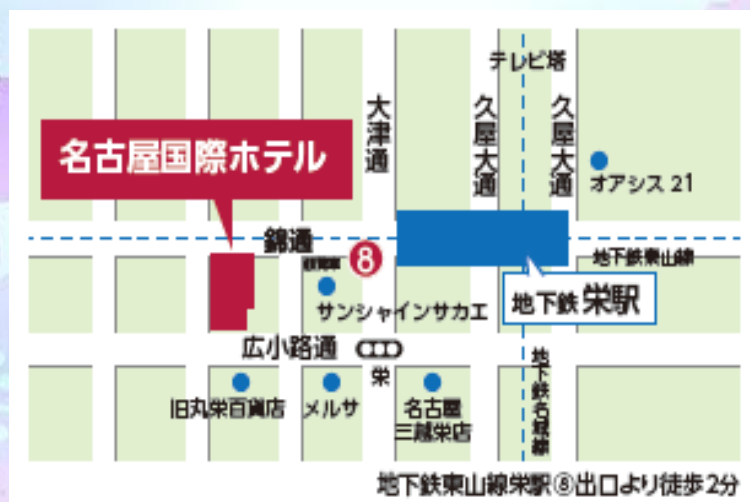 テレビ塔
大津通
久屋大通
久屋大通
名古屋国際ホテル
オアシス21
錦通
8
地下鉄東山線
サンシャインサカエ
地下鉄 栄駅
広小路通
栄
地下鉄名城線
旧丸栄百貨店
メルサ
名古屋
三越栄店
地下鉄東山線栄駅⑧出口より徒歩2分